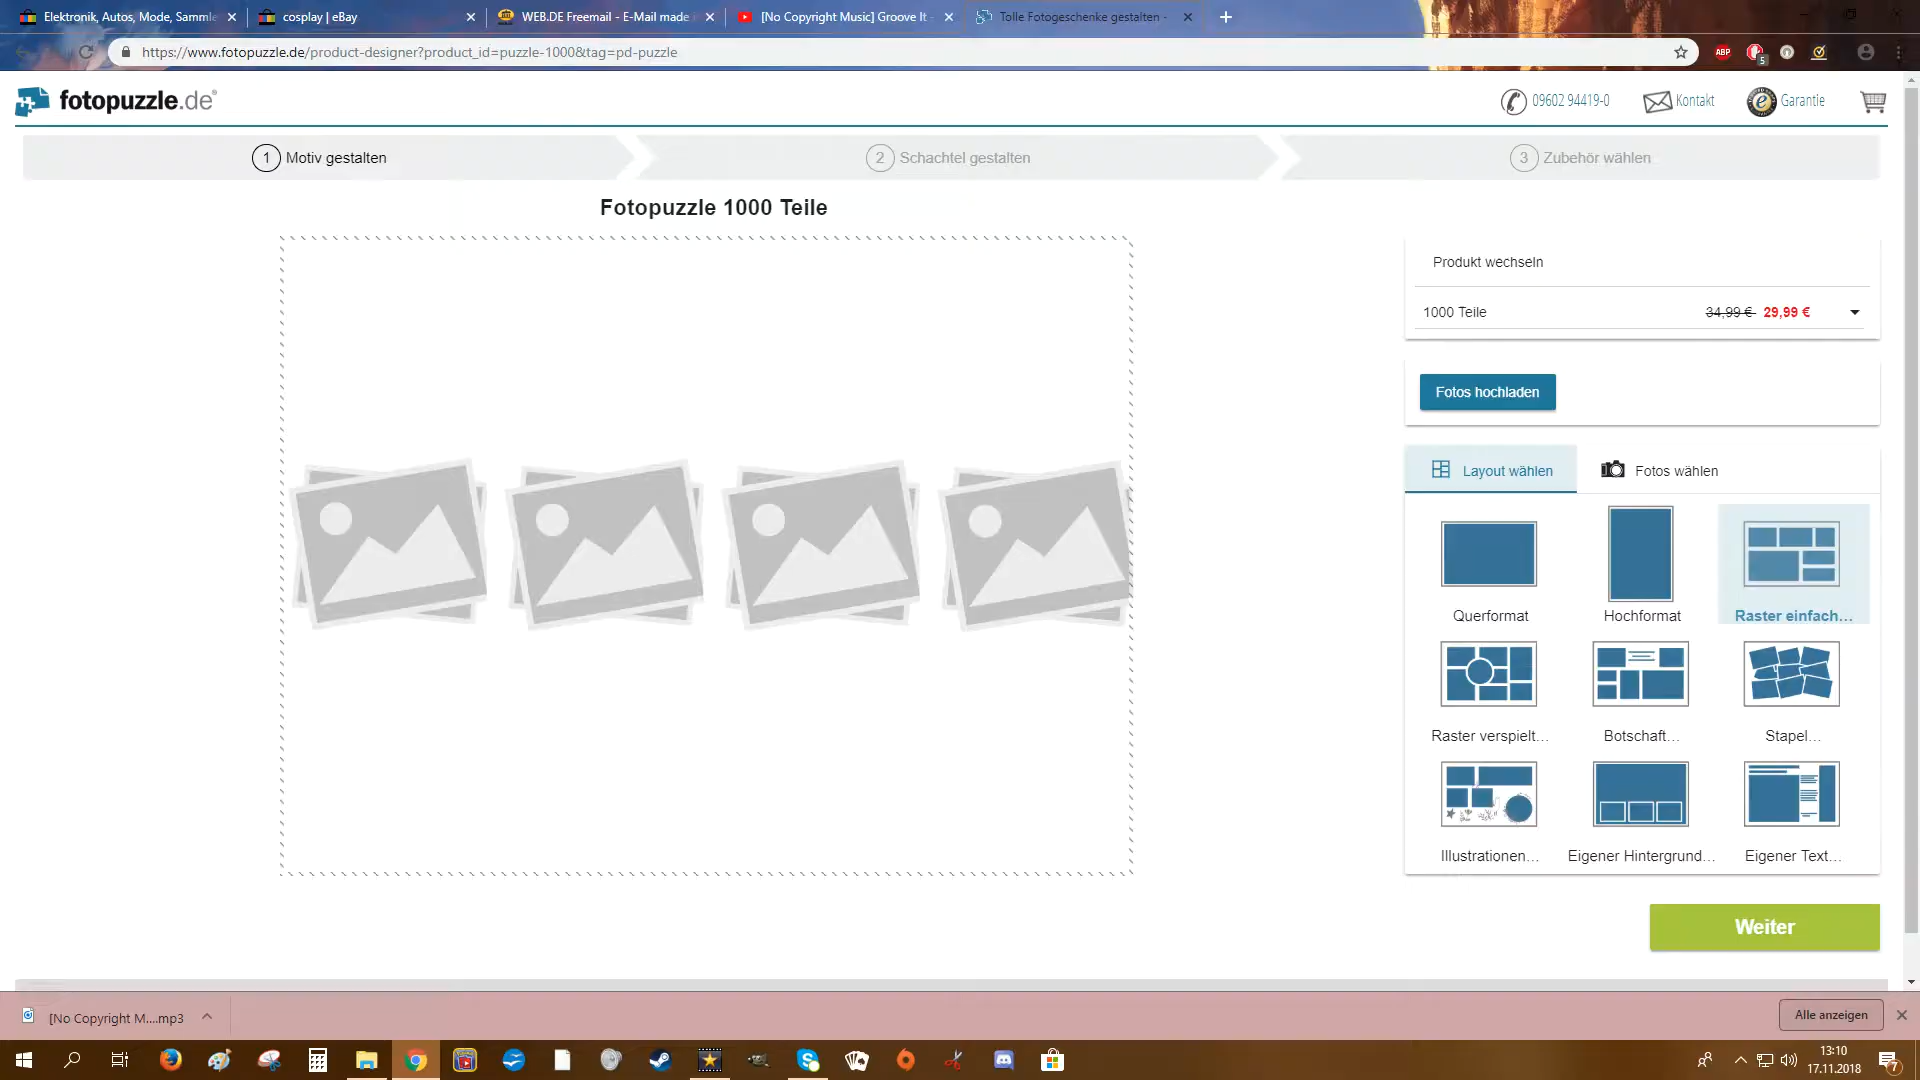 Elektronik, Autos, Mode, Sammle
cosplay | eBay
WEB.DE Freemail - E-Mail made i
[No Copyright Music] Groove It -
Tolle Fotogeschenke gestalten -
https://www.fotopuzzle.de/product-designer?product_id=puzzle-1000&tag=pd-puzzle
ABP
5
fotopuzzle.de®
09602 94419-0
Kontakt
Garantie
1 Motiv gestalten
2 Schachtel gestalten
3 Zubehör wählen
Fotopuzzle 1000 Teile
Produkt wechseln
1000 Teile 34,99 € 29,99 €
Fotos hochladen
Layout wählen
Fotos wählen
Querformat
Hochformat
Raster einfach...
Raster verspielt...
Botschaft...
Stapel...
Illustrationen...
Eigener Hintergrund...
Eigener Text...
Weiter
[No Copyright M....mp3
Alle anzeigen
13:10
17.11.2018
7